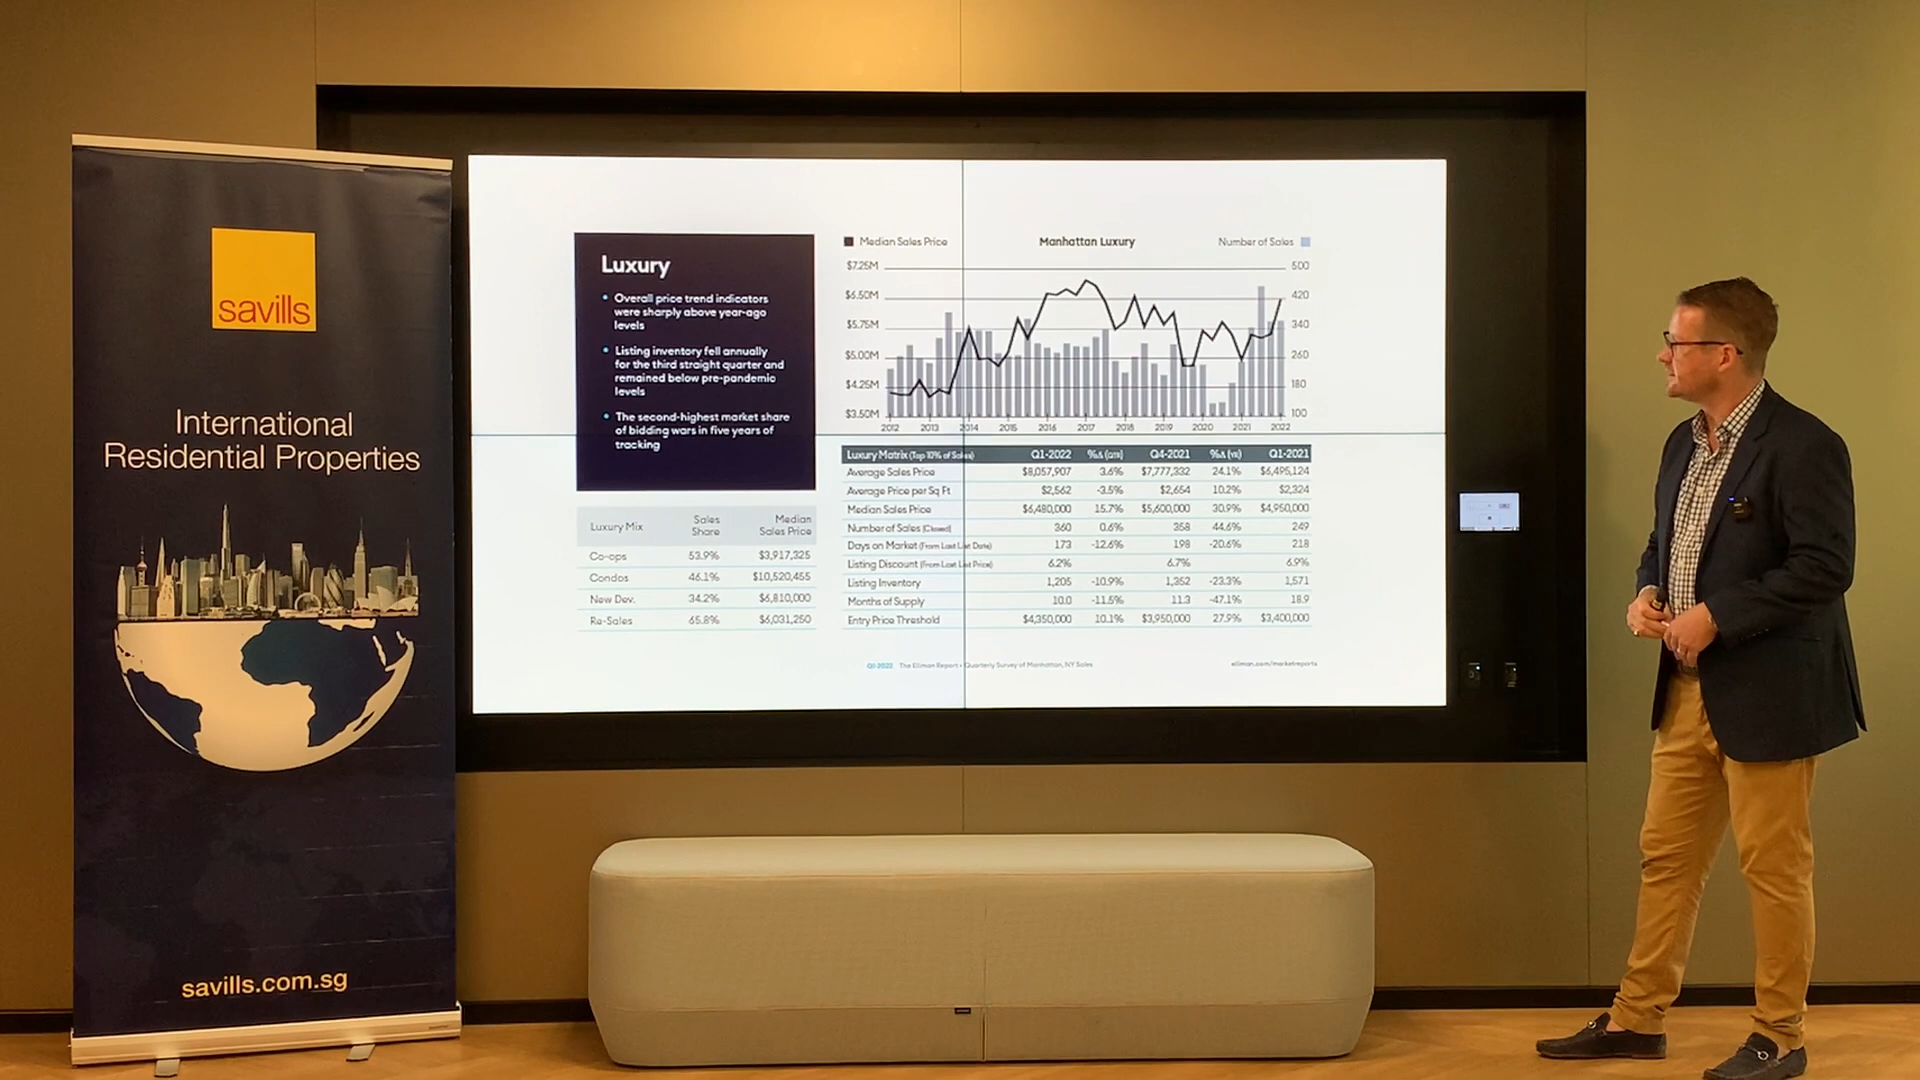 savills
International
Residential Properties
savills.com.sg
Luxury
• Overall price trend indicators
were sharply above year-ago
levels
• Listing inventory fell annually
for the third straight quarter and
remained below pre-pandemic
levels
• The second-highest market share
of bidding wars in five years of
tracking
Luxury Mix Sales Share Median Sales Price
Co-ops 53.9% $3,917,325
Condos 46.1% $10,520,455
New Dev. 34.2% $6,810,000
Re-Sales 65.8% $6,031,250
Median Sales Price Manhattan Luxury Number of Sales
$7.25M 500
$6.50M 420
$5.75M 340
$5.00M 260
$4.25M 180
$3.50M 100
2012 2013 2014 2015 2016 2017 2018 2019 2020 2021 2022
Luxury Matrix (Top 10% of Sales) Q1-2022 %Δ (QTR) Q4-2021 %Δ (YR) Q1-2021
Average Sales Price $8,057,907 3.6% $7,777,332 24.1% $6,495,124
Average Price per Sq Ft $2,562 -3.5% $2,654 10.2% $2,324
Median Sales Price $6,480,000 15.7% $5,600,000 30.9% $4,950,000
Number of Sales (Closed) 360 0.6% 358 44.6% 249
Days on Market (From Last List Date) 173 -12.6% 198 -20.6% 218
Listing Discount (From Last List Price) 6.2% 6.7% 6.9%
Listing Inventory 1,205 -10.9% 1,352 -23.3% 1,571
Months of Supply 10.0 -11.5% 11.3 -47.1% 18.9
Entry Price Threshold $4,350,000 10.1% $3,950,000 27.9% $3,400,000
Q1-2022 The Elliman Report • Quarterly Survey of Manhattan, NY Sales elliman.com/marketreports